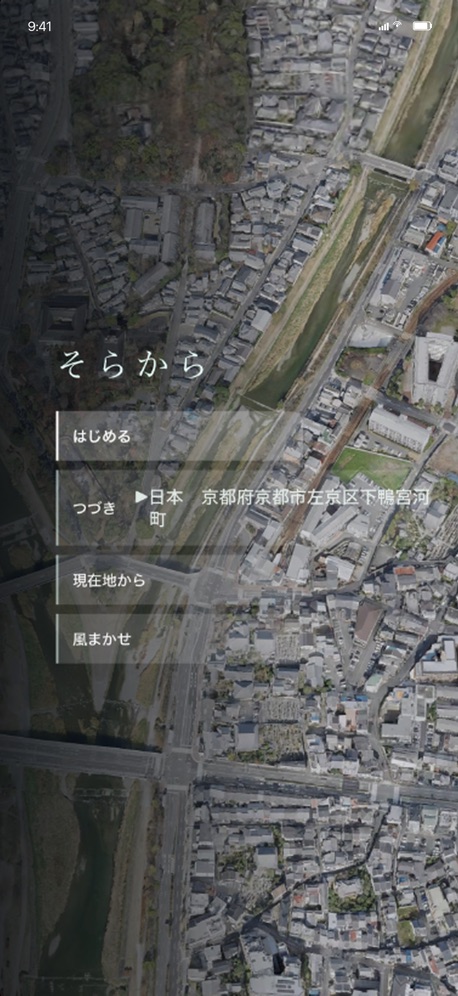 9:41
そらから
はじめる
つづき ▶日本 京都府京都市左京区下鴨宮河
町
現在地から
風まかせ